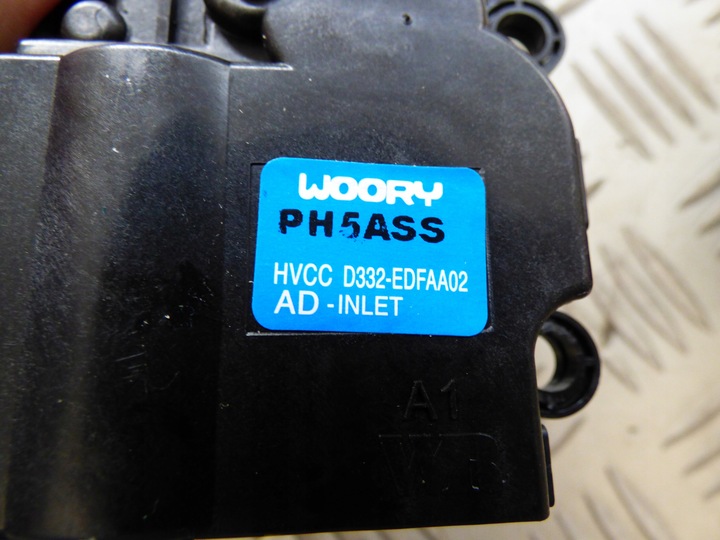 WOORY
PH5ASS
HVCC D332-EDFAA02
AD - INLET
A1